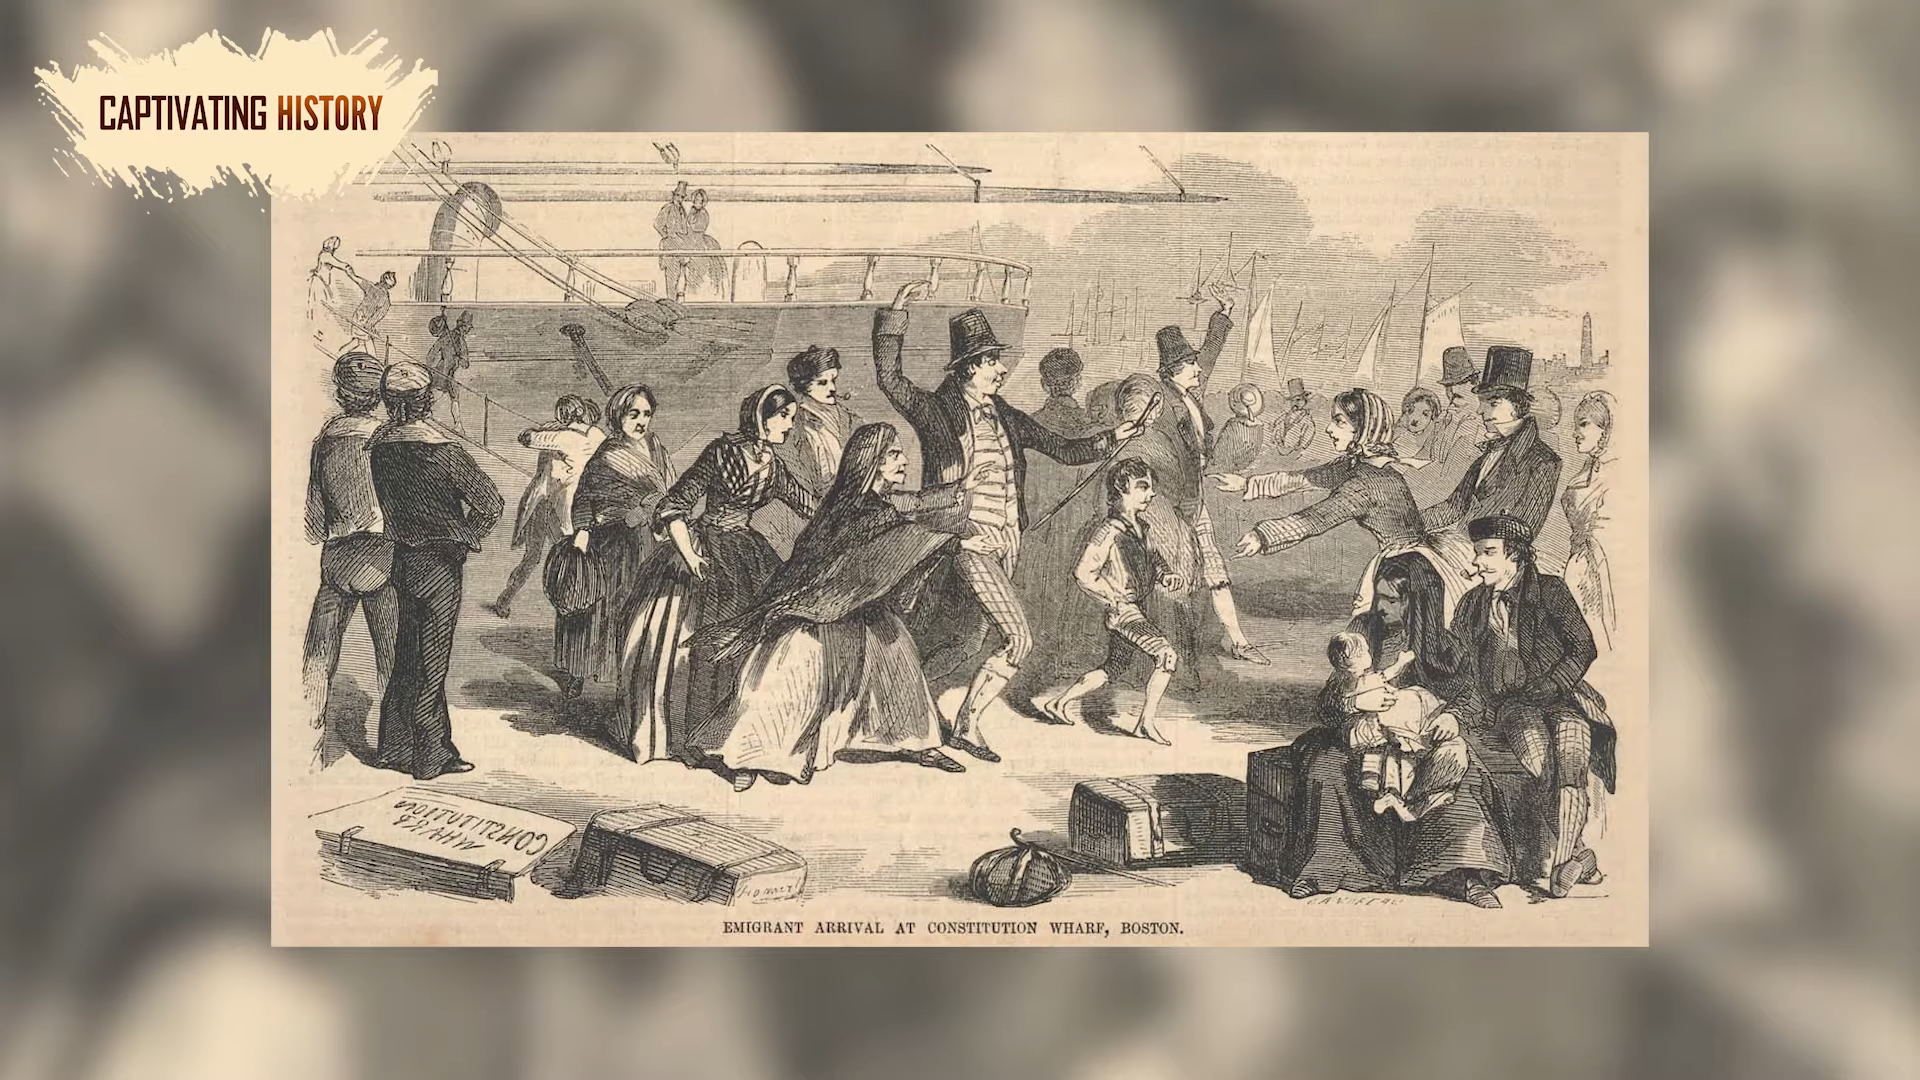 CAPTIVATING HISTORY
CONSTITUTION
WHARF
EMIGRANT ARRIVAL AT CONSTITUTION WHARF, BOSTON.